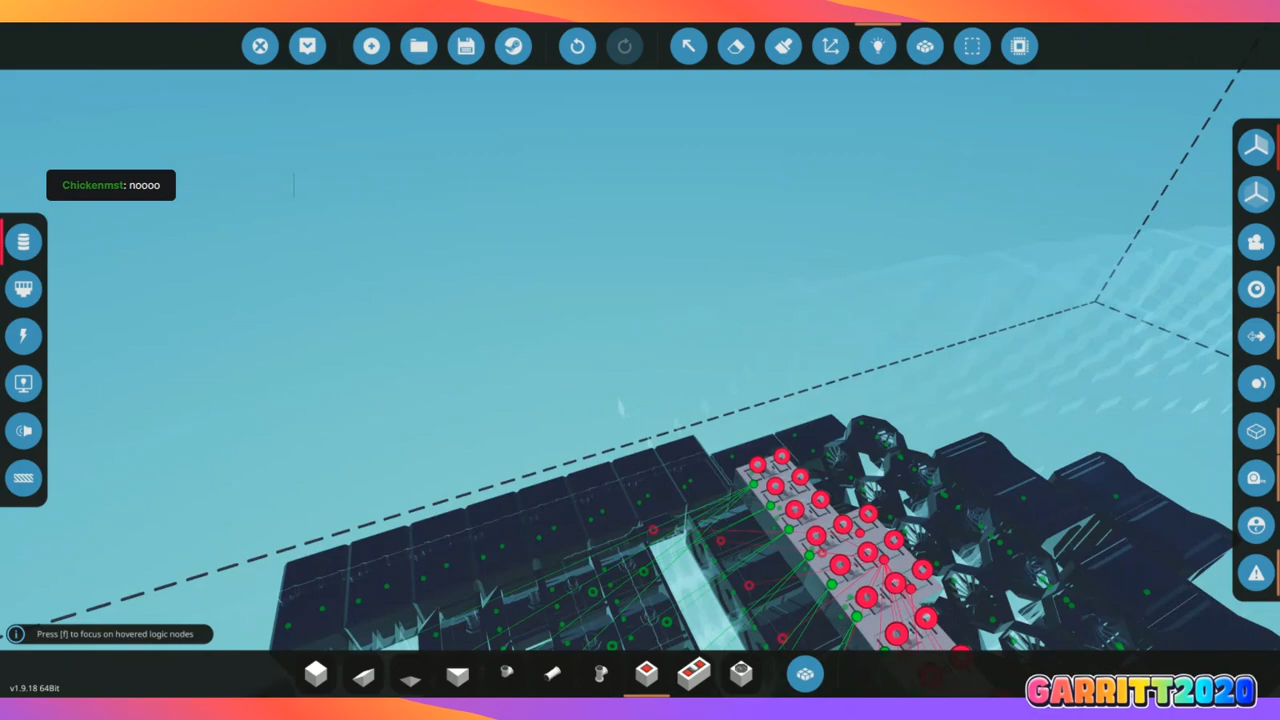 Chickenmst: noooo
Press [f] to focus on hovered logic nodes
v1.9.18 64Bit
GARRITT2020